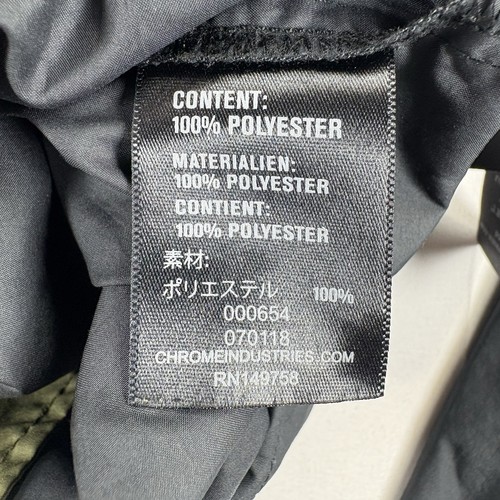 CONTENT:
100% POLYESTER
MATERIALIEN:
100% POLYESTER
CONTIENT:
100% POLYESTER
素材:
ポリエステル 100%
000654
070118
CHROMEINDUSTRIES.COM
RN149758